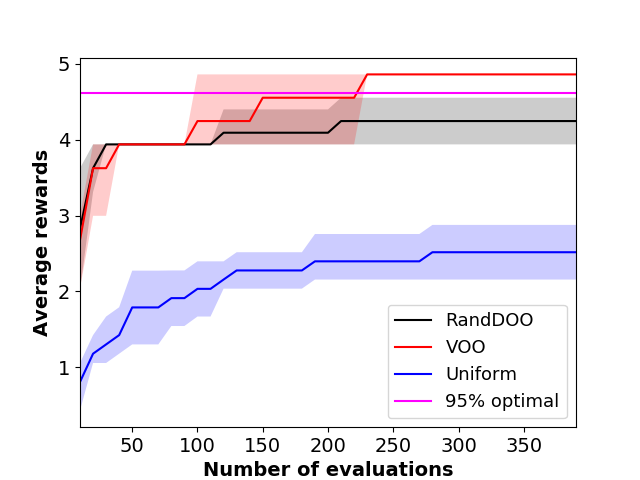 5
4
3
2
1
Average rewards
RandDOO
VOO
Uniform
95% optimal
50 100 150 200 250 300 350
Number of evaluations